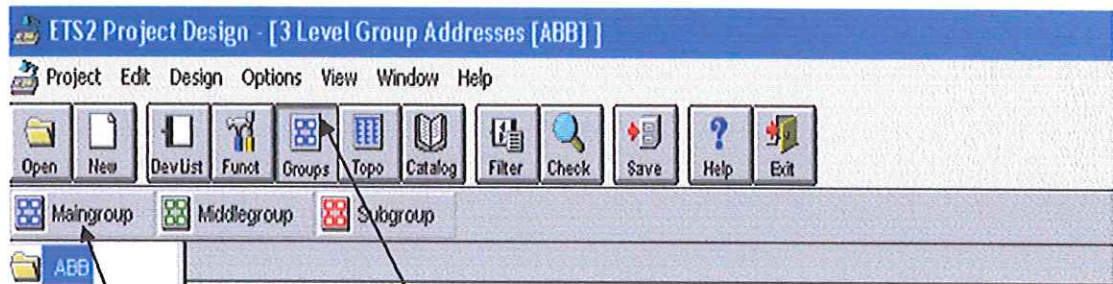 ETS2 Project Design - [3 Level Group Addresses [ABB] ]
Project Edit Design Options View Window Help
Open New DevList Funct Groups Topo Catalog Filter Check Save Help Exit
Maingroup Middlegroup Subgroup
ABB